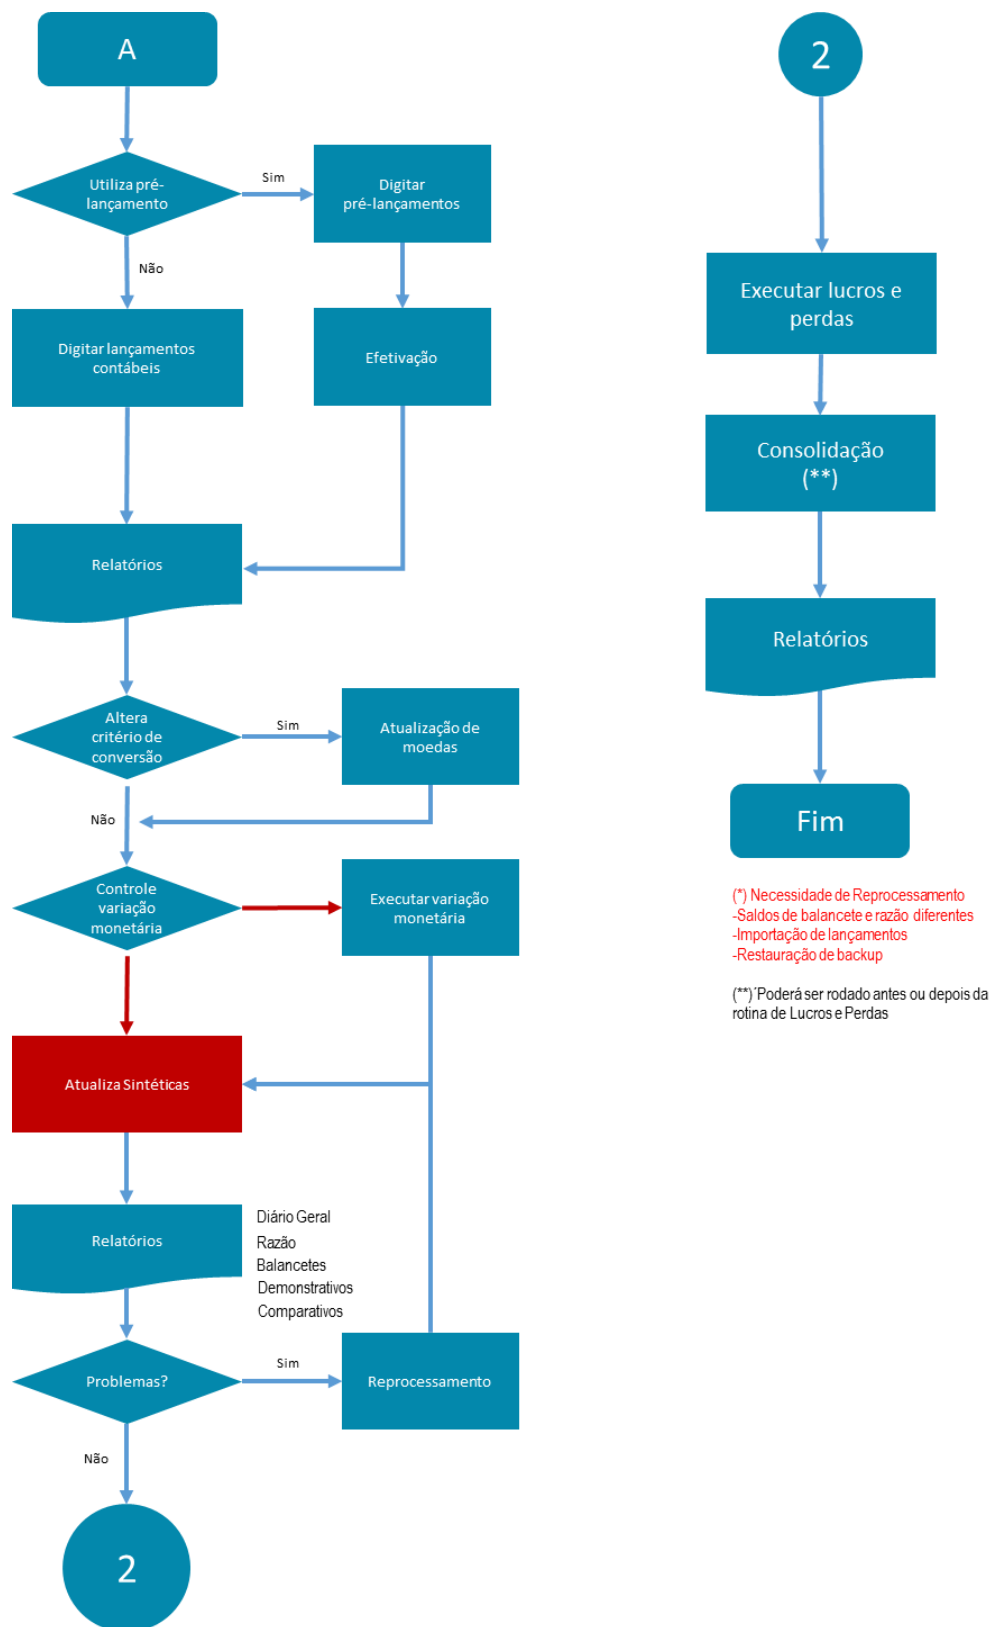 A
Utiliza pré-
lançamento
Sim
Digitar
pré-lançamentos
Não
Digitar lançamentos
contábeis
Efetivação
Relatórios
Altera
critério de
conversão
Sim
Atualização de
moedas
Não
Controle
variação
monetária
Executar variação
monetária
Atualiza Sintéticas
Relatórios
Diário Geral
Razão
Balancetes
Demonstrativos
Comparativos
Problemas?
Sim
Reprocessamento
Não
2
2
Executar lucros e
perdas
Consolidação
(**)
Relatórios
Fim
(*) Necessidade de Reprocessamento
-Saldos de balancete e razão diferentes
-Importação de lançamentos
-Restauração de backup
(**)´Poderá ser rodado antes ou depois da
rotina de Lucros e Perdas